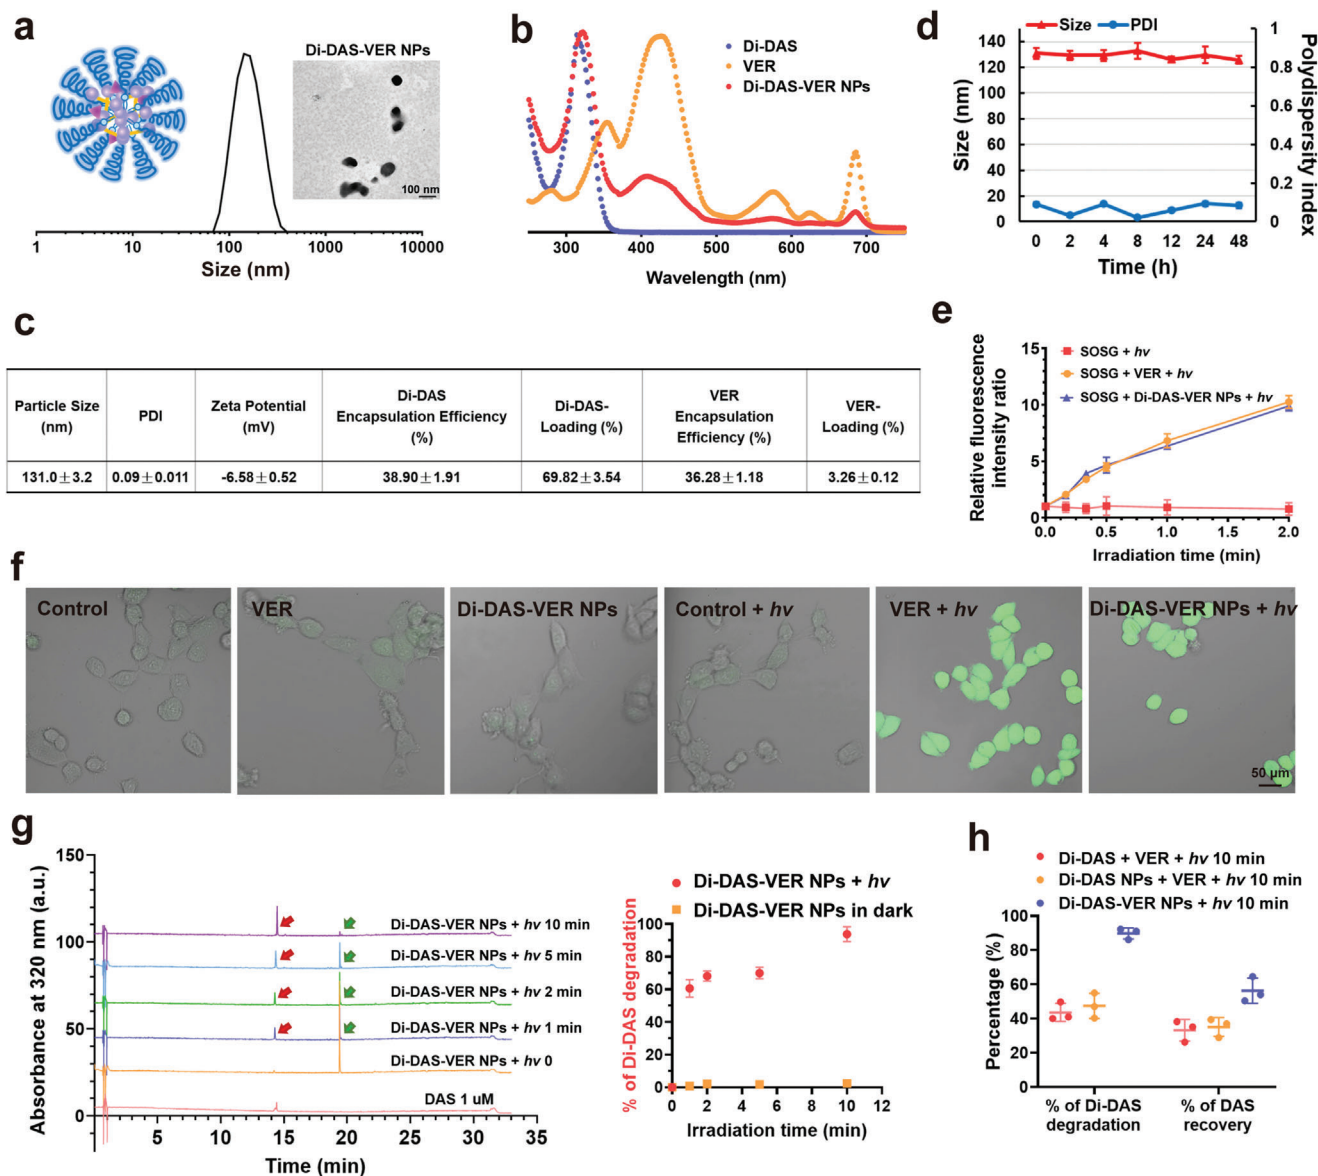 a
Di-DAS-VER NPs
100 nm
1 10 100 1000 10000
Size (nm)
b
Di-DAS
VER
Di-DAS-VER NPs
300 400 500 600 700
Wavelength (nm)
c
Particle Size (nm) PDI Zeta Potential (mV) Di-DAS Encapsulation Efficiency (%) Di-DAS-Loading (%) VER Encapsulation Efficiency (%) VER-Loading (%)
131.0±3.2 0.09±0.011 -6.58±0.52 38.90±1.91 69.82±3.54 36.28±1.18 3.26±0.12
d
Size PDI
140
120
100
80
60
40
20
0
Size (nm)
1
0.8
0.6
0.4
0.2
0
Polydispersity index
0 2 4 8 12 24 48
Time (h)
e
SOSG + hv
SOSG + VER + hv
SOSG + Di-DAS-VER NPs + hv
15
10
5
0
Relative fluorescence
intensity ratio
0.0 0.5 1.0 1.5 2.0
Irradiation time (min)
f
Control
VER
Di-DAS-VER NPs
Control + hv
VER + hv
Di-DAS-VER NPs + hv
50 μm
g
150
100
50
0
Absorbance at 320 nm (a.u.)
Di-DAS-VER NPs + hv 10 min
Di-DAS-VER NPs + hv 5 min
Di-DAS-VER NPs + hv 2 min
Di-DAS-VER NPs + hv 1 min
Di-DAS-VER NPs + hv 0
DAS 1 uM
5 10 15 20 25 30 35
Time (min)
Di-DAS-VER NPs + hv
Di-DAS-VER NPs in dark
100
80
60
40
20
0
% of Di-DAS degradation
0 2 4 6 8 10 12
Irradiation time (min)
h
Di-DAS + VER + hv 10 min
Di-DAS NPs + VER + hv 10 min
Di-DAS-VER NPs + hv 10 min
100
80
60
40
20
0
Percentage (%)
% of Di-DAS
degradation
% of DAS
recovery